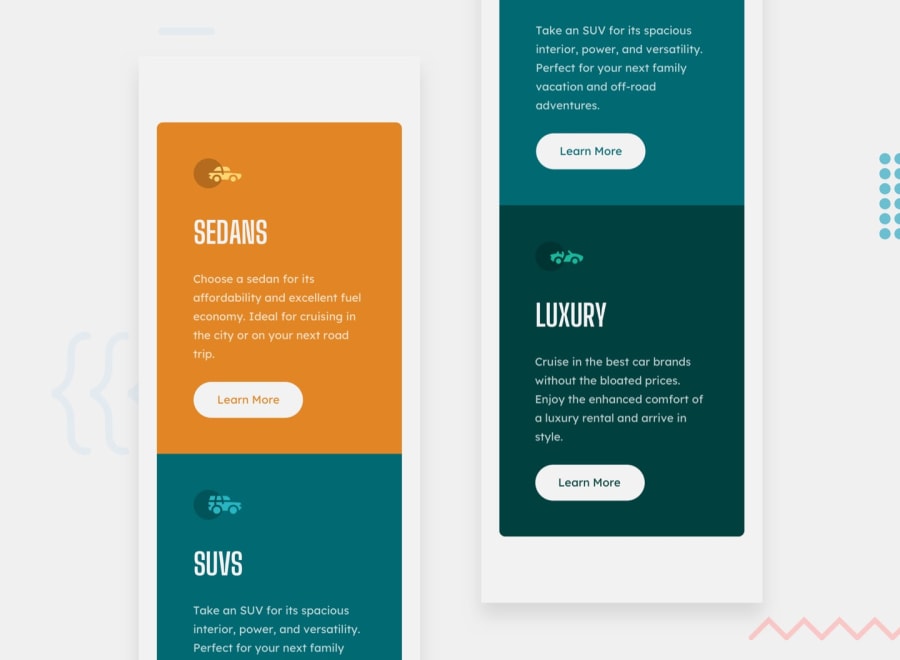 SEDANS
Choose a sedan for its
affordability and excellent fuel
economy. Ideal for cruising in
the city or on your next road
trip.
Learn More
SUVS
Take an SUV for its spacious
interior, power, and versatility.
Perfect for your next family
Take an SUV for its spacious
interior, power, and versatility.
Perfect for your next family
vacation and off-road
adventures.
Learn More
LUXURY
Cruise in the best car brands
without the bloated prices.
Enjoy the enhanced comfort of
a luxury rental and arrive in
style.
Learn More